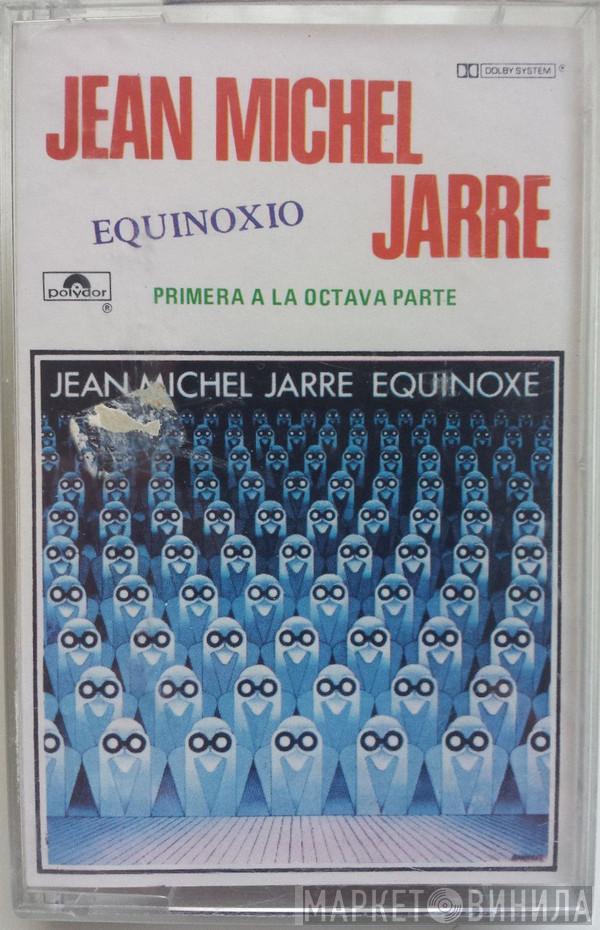 DOLBY SYSTEM
JEAN MICHEL
JARRE
EQUINOXIO
polydor
®
PRIMERA A LA OCTAVA PARTE
JEAN MICHEL JARRE EQUINOXE
МАРКЕТ ВИНИЛА